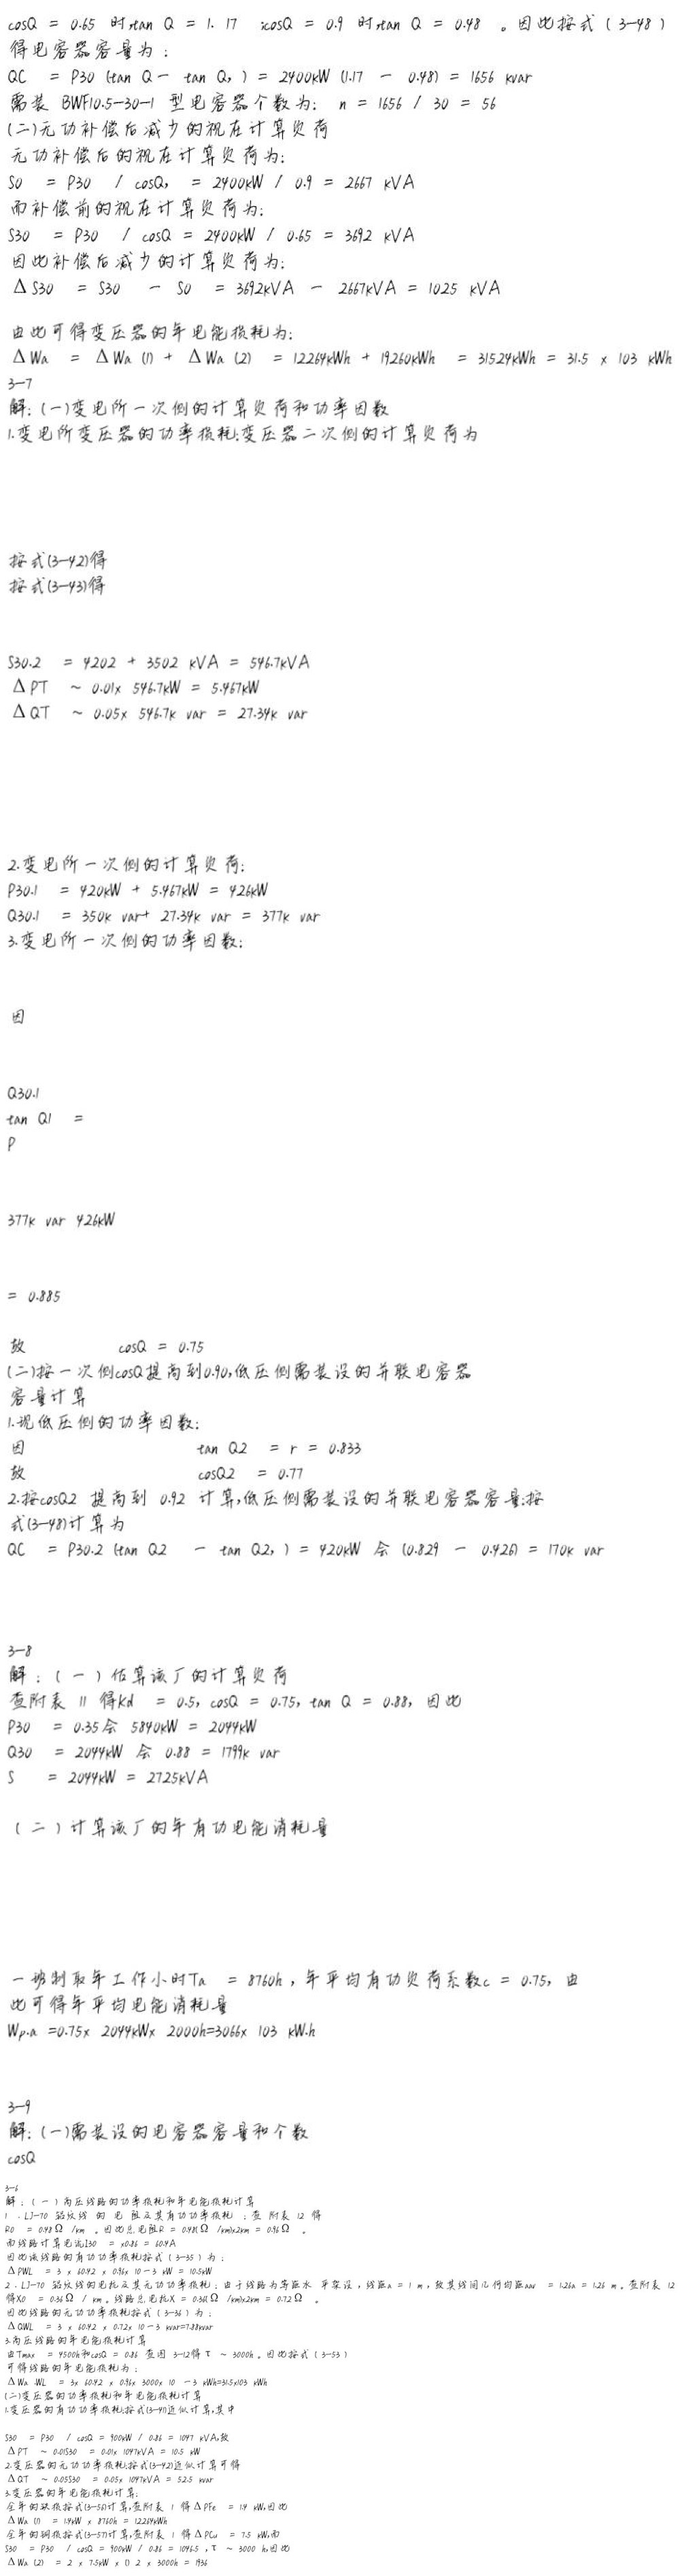 cosQ = 0.65 时,tan Q = 1. 17 ;cosQ = 0.9 时,tan Q = 0.48 。因此按式 ( 3-48 )
得电容器容量为 :
QC = P30 (tan Q - tan Q, ) = 2400kW (1.17 - 0.48) = 1656 kvar
需装 BWF10.5-30-1 型电容器个数为: n = 1656 / 30 = 56
(二)无功补偿后减少的视在计算负荷
无功补偿后的视在计算负荷为:
S0 = P30 / cosQ, = 2400kW / 0.9 = 2667 kVA
而补偿前的视在计算负荷为:
S30 = P30 / cosQ = 2400kW / 0.65 = 3692 kVA
因此补偿后减少的计算负荷为:
Δ S30 = S30 - S0 = 3692kVA - 2667kVA = 1025 kVA
由此可得变压器的年电能损耗为:
Δ Wa = Δ Wa (1) + Δ Wa (2) = 12264kWh + 19260kWh = 31524kWh = 31.5 x 103 kWh
3-7
解: (一)变电所一次侧的计算负荷和功率因数
1.变电所变压器的功率损耗:变压器二次侧的计算负荷为
按式(3-42)得
按式(3-43)得
S30.2 = 4202 + 3502 kVA = 546.7kVA
Δ PT ~ 0.01x 546.7kW = 5.467kW
Δ QT ~ 0.05x 546.7k var = 27.34k var
2.变电所一次侧的计算负荷:
P30.1 = 420kW + 5.467kW = 426kW
Q30.1 = 350k var+ 27.34k var = 377k var
3.变电所一次侧的功率因数:
因
Q30.1
tan Q1 =
P
377k var 426kW
= 0.885
故 cosQ = 0.75
(二)按一次侧cosQ提高到0.90,低压侧需装设的并联电容器
容量计算
1.现低压侧的功率因数:
因 tan Q2 = r = 0.833
故 cosQ2 = 0.77
2.按cosQ2 提高到 0.92 计算,低压侧需装设的并联电容器容量:按
式(3-48)计算为
QC = P30.2 (tan Q2 - tan Q2, ) = 420kW 会 (0.829 - 0.426) = 170k var
3-8
解 : ( 一 ) 估算该厂的计算负荷
查附表 11 得Kd = 0.5, cosQ = 0.75, tan Q = 0.88, 因此
P30 = 0.35会 5840kW = 2044kW
Q30 = 2044kW 会 0.88 = 1799k var
S = 2044kW = 2725kVA
( 二 ) 计算该厂的年有功电能消耗量
一班制取年工作小时Ta = 8760h , 年平均有功负荷系数c = 0.75, 由
此可得年平均电能消耗量
Wp.a =0.75x 2044kWx 2000h=3066x 103 kW.h
3-9
解: (一)需装设的电容器容量和个数
cosQ
3-6
解 : ( 一 ) 高压线路的功率损耗和年电能损耗计算
1 . LJ-70 铝绞线 的 电 阻及其有功功率损耗 : 查 附表 12 得
R0 = 0.48 Ω /km 。因此总电阻R = 0.48( Ω /km)x2km = 0.96 Ω 。
而线路计算电流I30 = x0.86 = 60.4A
因此该线路的有功功率损耗按式 ( 3-35 ) 为 :
Δ PWL = 3 x 60.42 x 0.96x 10 - 3 kW = 10.5kW
2 . LJ-70 铝绞线的电抗及其无功功率损耗 : 由于线路为等距水 平架设 , 线距a = 1 m , 故其线间几何均距aav = 1.26a = 1.26 m 。查附表 12
得X0 = 0.36 Ω / km 。线路总电抗X = 0.36( Ω /km)x2km = 0.72 Ω 。
因此线路的无功功率损耗按式 ( 3-36 ) 为 :
Δ QWL = 3 x 60.42 x 0.72x 10 - 3 kvar=7.88kvar
3.高压线路的年电能损耗计算
由Tmax = 4500h和cosQ = 0.86 查图 3-12得 τ ~ 3000h 。因此按式 ( 3-53 )
可得线路的年电能损耗为 :
Δ Wa .WL = 3x 60.42 x 0.96x 3000x 10 - 3 kWh=31.5x103 kWh
(二)变压器的功率损耗和年电能损耗计算
1.变压器的有功功率损耗:按式(3-41)近似计算,其中
S30 = P30 / cosQ = 900kW / 0.86 = 1047 kVA,故
Δ PT ~ 0.01S30 = 0.01x 1047kVA = 10.5 kW
2.变压器的无功功率损耗:按式(3-42)近似计算可得
Δ QT ~ 0.05S30 = 0.05x 1047kVA = 52.5 kvar
3.变压器的年电能损耗计算:
全年的铁损按式(3-56)计算,查附表 1 得 Δ PFe = 1.4 kW,因此
Δ Wa (1) = 1.4kW x 8760h = 12264kWh
全年的铜损按式(3-57)计算,查附表 1 得 Δ PCu = 7.5 kW,而
S30 = P30 / cosQ = 900kW / 0.86 = 1046.5 , τ ~ 3000 h,因此
Δ Wa (2) = 2 x 7.5kW x () 2 x 3000h = 1936